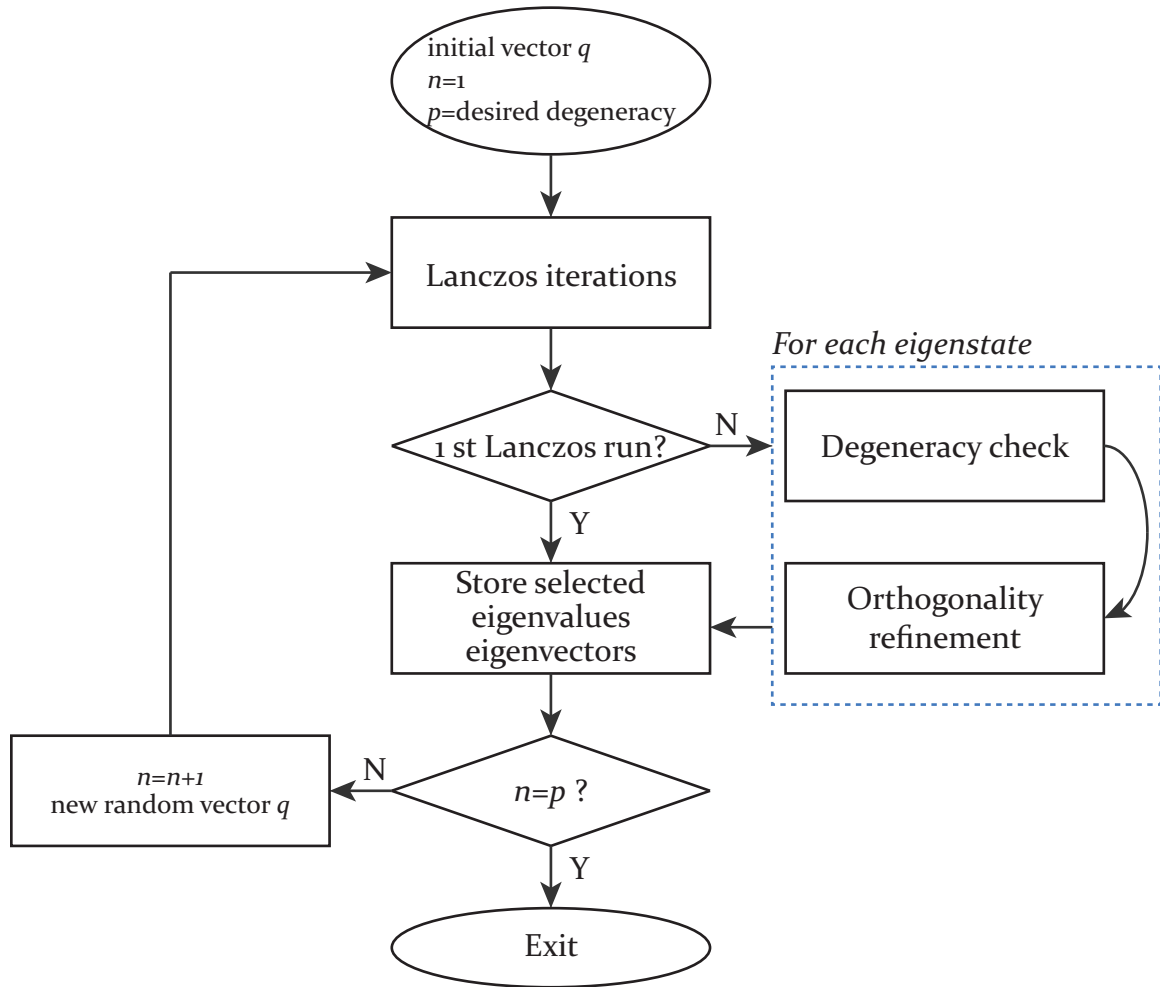 initial vector q
n=1
p=desired degeneracy
Lanczos iterations
For each eigenstate
1 st Lanczos run?
N
Degeneracy check
Y
Store selected
eigenvalues
eigenvectors
Orthogonality
refinement
n=n+1
new random vector q
N
n=p ?
Y
Exit